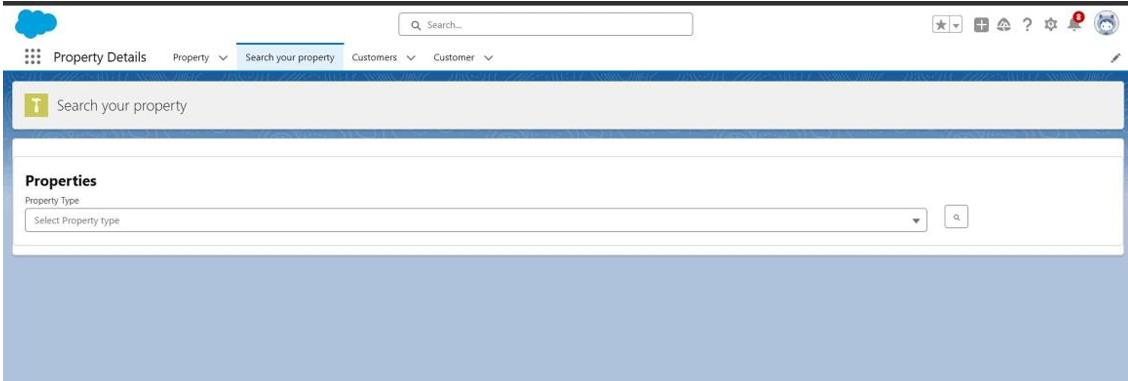 Search...
8
Property Details Property Search your property Customers Customer
Search your property
Properties
Property Type
Select Property type